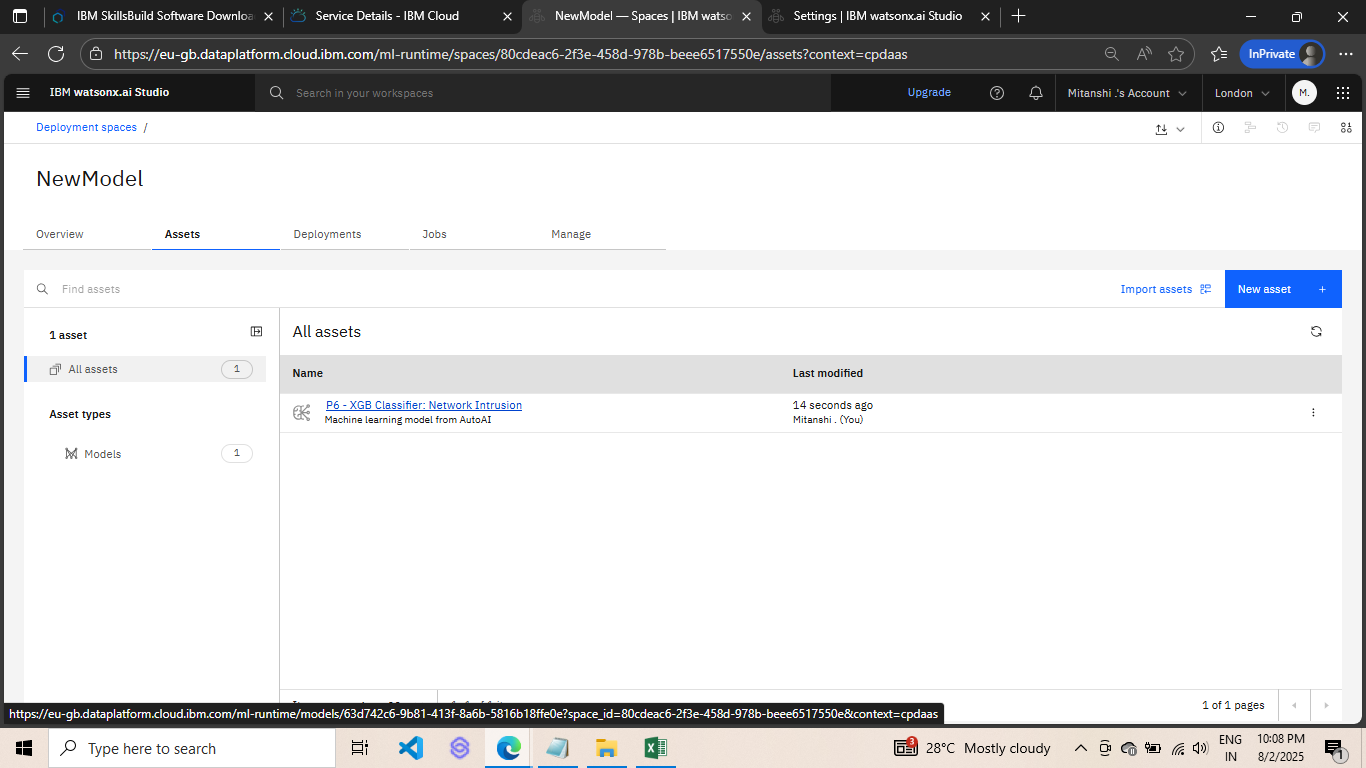 IBM SkillsBuild Software Downloa
Service Details - IBM Cloud
NewModel — Spaces | IBM watso
Settings | IBM watsonx.ai Studio
https://eu-gb.dataplatform.cloud.ibm.com/ml-runtime/spaces/80cdeac6-2f3e-458d-978b-beee6517550e/assets?context=cpdaas
InPrivate
IBM watsonx.ai Studio
Search in your workspaces
Upgrade
Mitanshi .'s Account
London
M.
Deployment spaces /
NewModel
Overview
Assets
Deployments
Jobs
Manage
Find assets
Import assets
New asset +
1 asset
All assets
All assets 1
Name
Last modified
P6 - XGB Classifier: Network Intrusion
14 seconds ago
Machine learning model from AutoAI
Mitanshi . (You)
Asset types
Models 1
1 of 1 pages
https://eu-gb.dataplatform.cloud.ibm.com/ml-runtime/models/63d742c6-9b81-413f-8a6b-5816b18ffe0e?space_id=80cdeac6-2f3e-458d-978b-beee6517550e&context=cpdaas
Type here to search
3
28°C Mostly cloudy
ENG
IN
10:08 PM
8/2/2025
1